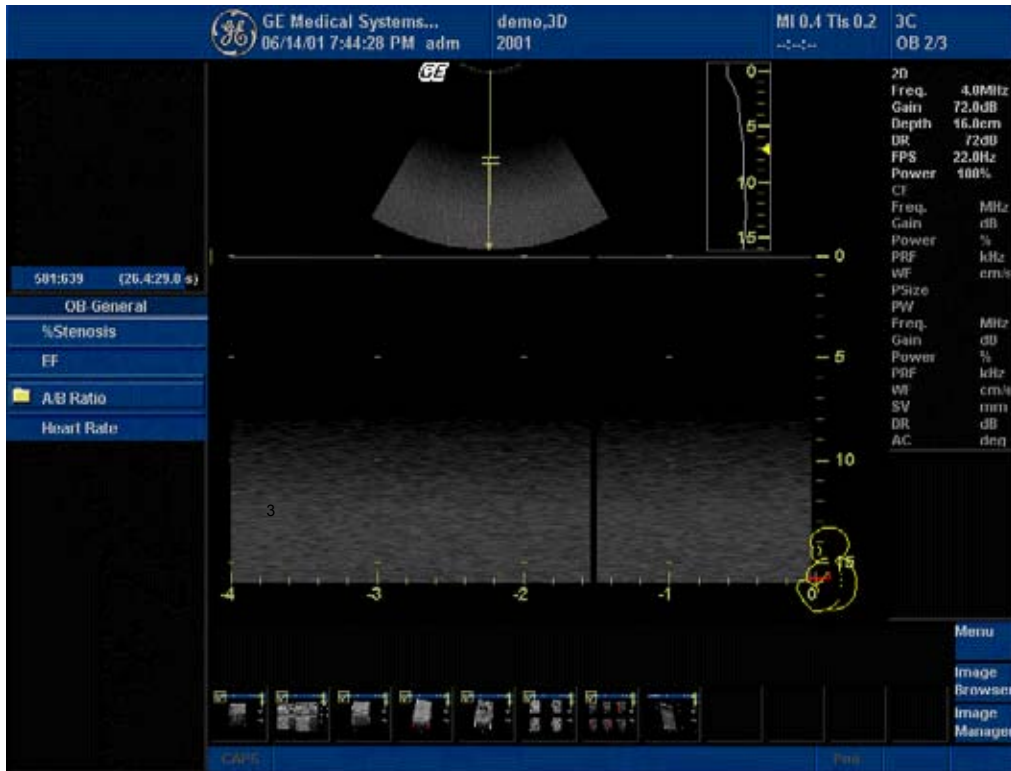 GE Medical Systems... demo,3D MI 0.4 TIs 0.2 3C
06/14/01 7:44:28 PM adm 2001 --:--:-- OB 2/3
GE
0
5
10
15
2D
Freq. 4.0MHz
Gain 72.0dB
Depth 16.0cm
DR 72dB
FPS 22.0Hz
Power 100%
CF
Freq. MHz
Gain dB
Power %
PRF kHz
WF cm/s
PSize
PW
Freq. MHz
Gain dB
Power %
PRF kHz
WF cm/s
SV mm
DR dB
AC deg
581:639 (26.4:29.0 s)
OB-General
%Stenosis
EF
A/B Ratio
Heart Rate
0
5
10
15
3
-4 -3 -2 -1 0
Menu
Image
Browser
Image
Manager
CAPS